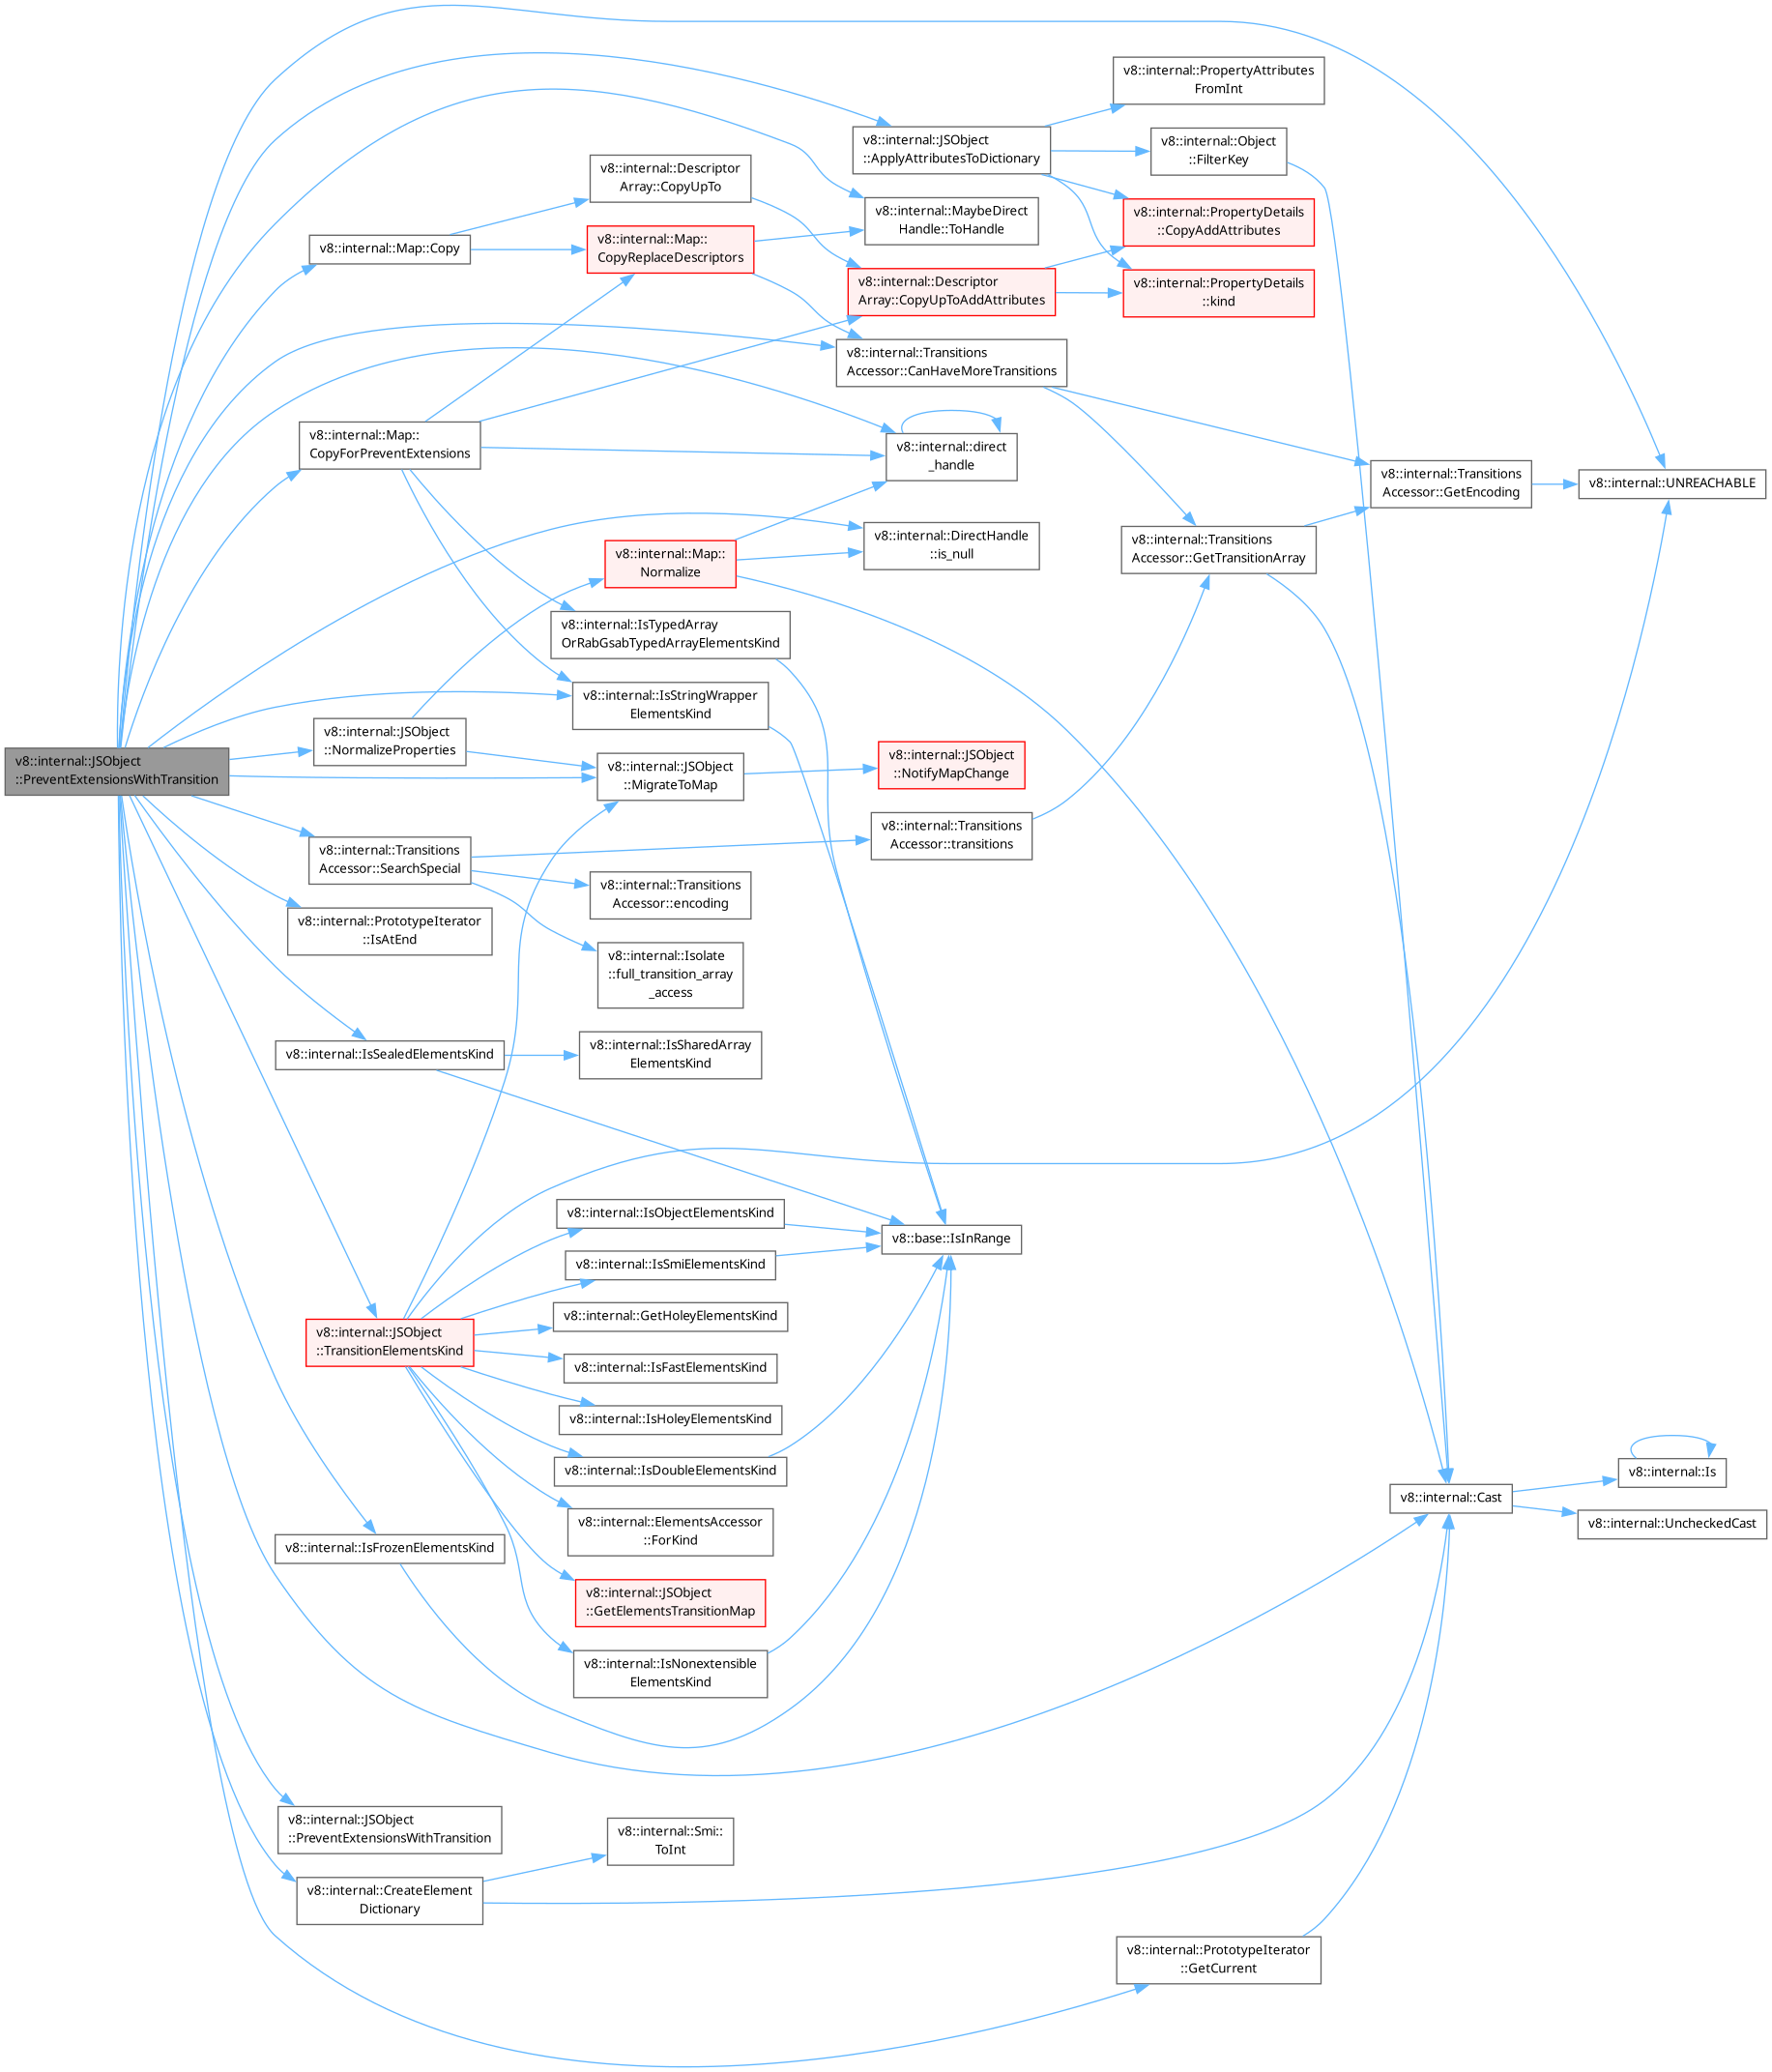 v8::internal::JSObject
::PreventExtensionsWithTransition
v8::internal::Map::Copy
v8::internal::Map::
CopyForPreventExtensions
v8::internal::JSObject
::NormalizeProperties
v8::internal::Transitions
Accessor::SearchSpecial
v8::internal::PrototypeIterator
::IsAtEnd
v8::internal::IsSealedElementsKind
v8::internal::JSObject
::TransitionElementsKind
v8::internal::IsFrozenElementsKind
v8::internal::JSObject
::PreventExtensionsWithTransition
v8::internal::CreateElement
Dictionary
v8::internal::Descriptor
Array::CopyUpTo
v8::internal::Map::
CopyReplaceDescriptors
v8::internal::Map::
Normalize
v8::internal::IsTypedArray
OrRabGsabTypedArrayElementsKind
v8::internal::IsStringWrapper
ElementsKind
v8::internal::JSObject
::MigrateToMap
v8::internal::Transitions
Accessor::encoding
v8::internal::Isolate
::full_transition_array
_access
v8::internal::IsSharedArray
ElementsKind
v8::internal::IsObjectElementsKind
v8::internal::IsSmiElementsKind
v8::internal::GetHoleyElementsKind
v8::internal::IsFastElementsKind
v8::internal::IsHoleyElementsKind
v8::internal::IsDoubleElementsKind
v8::internal::ElementsAccessor
::ForKind
v8::internal::JSObject
::GetElementsTransitionMap
v8::internal::IsNonextensible
ElementsKind
v8::internal::Smi::
ToInt
v8::internal::JSObject
::ApplyAttributesToDictionary
v8::internal::MaybeDirect
Handle::ToHandle
v8::internal::Descriptor
Array::CopyUpToAddAttributes
v8::internal::Transitions
Accessor::CanHaveMoreTransitions
v8::internal::direct
_handle
v8::internal::DirectHandle
::is_null
v8::internal::JSObject
::NotifyMapChange
v8::internal::Transitions
Accessor::transitions
v8::base::IsInRange
v8::internal::PropertyAttributes
FromInt
v8::internal::Object
::FilterKey
v8::internal::PropertyDetails
::CopyAddAttributes
v8::internal::PropertyDetails
::kind
v8::internal::Transitions
Accessor::GetTransitionArray
v8::internal::PrototypeIterator
::GetCurrent
v8::internal::Transitions
Accessor::GetEncoding
v8::internal::Cast
v8::internal::UNREACHABLE
v8::internal::Is
v8::internal::UncheckedCast